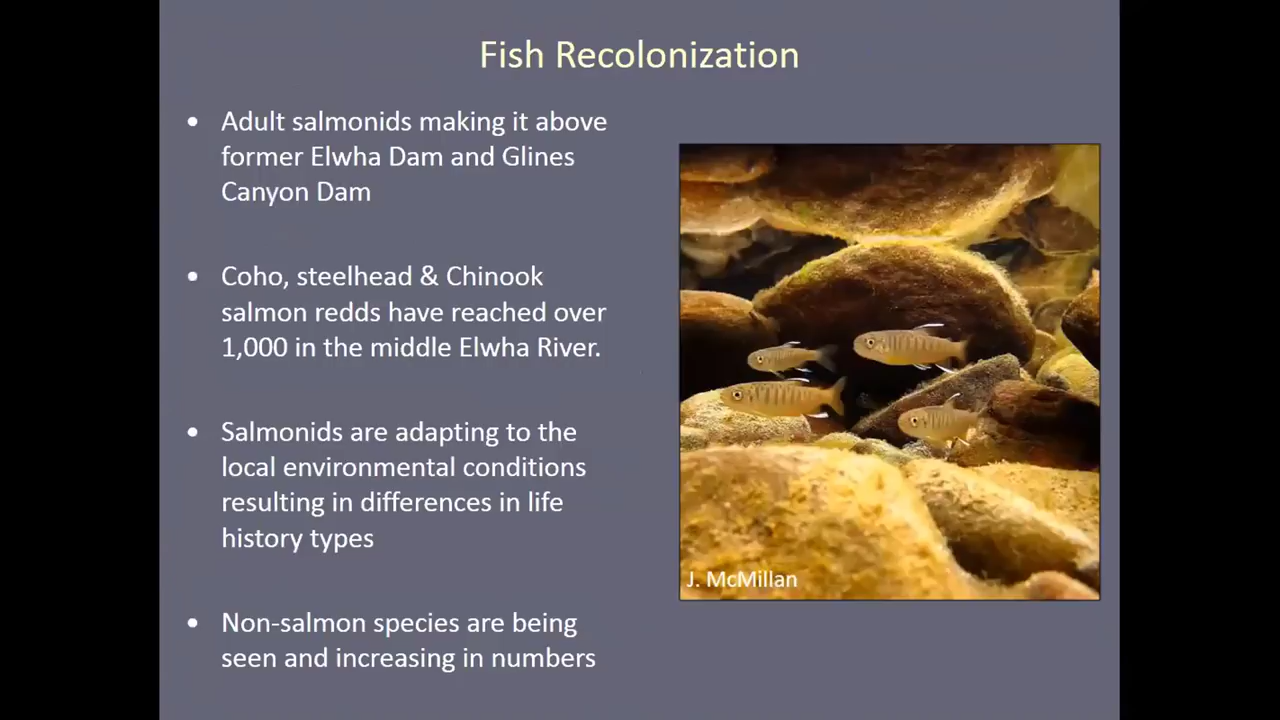 Fish Recolonization
• Adult salmonids making it above
former Elwha Dam and Glines
Canyon Dam
• Coho, steelhead & Chinook
salmon redds have reached over
1,000 in the middle Elwha River.
• Salmonids are adapting to the
local environmental conditions
resulting in differences in life
history types
• Non-salmon species are being
seen and increasing in numbers
J. McMillan